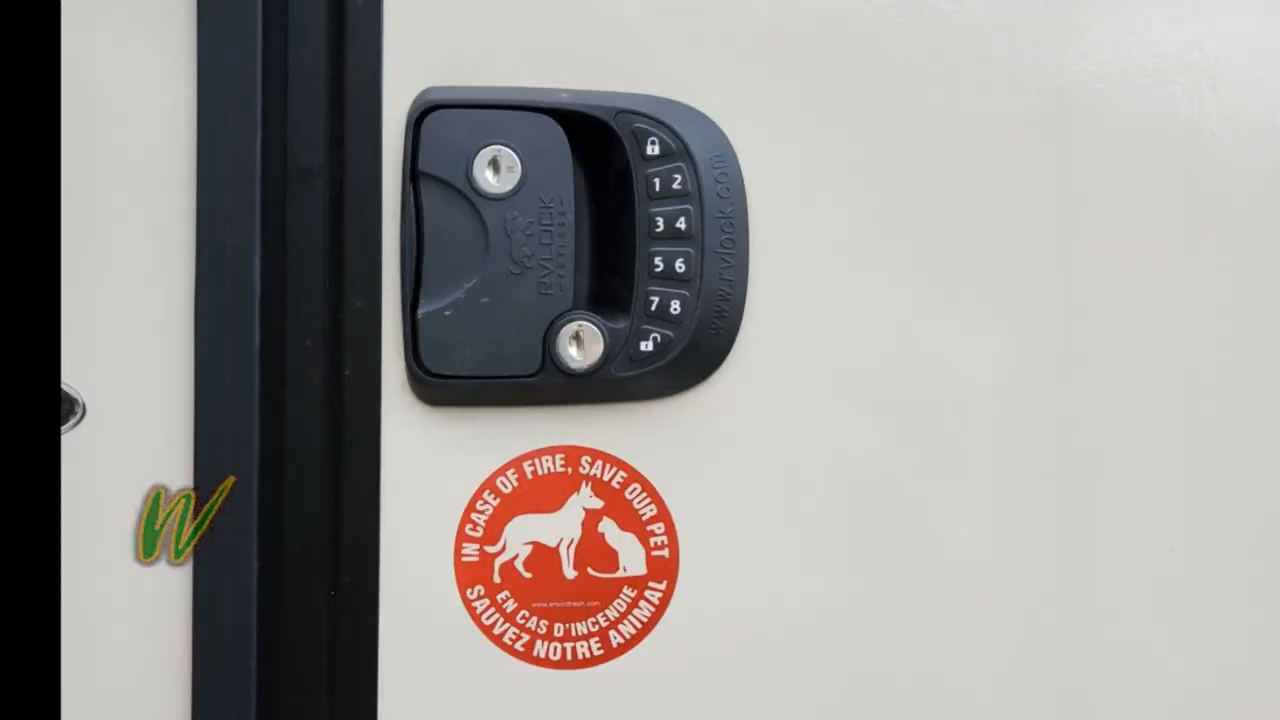 1 2
3 4
5 6
7 8
RVLOCK
KEYLESS
www.rvlock.com
W
IN CASE OF FIRE, SAVE OUR PET
EN CAS D'INCENDIE
SAUVEZ NOTRE ANIMAL